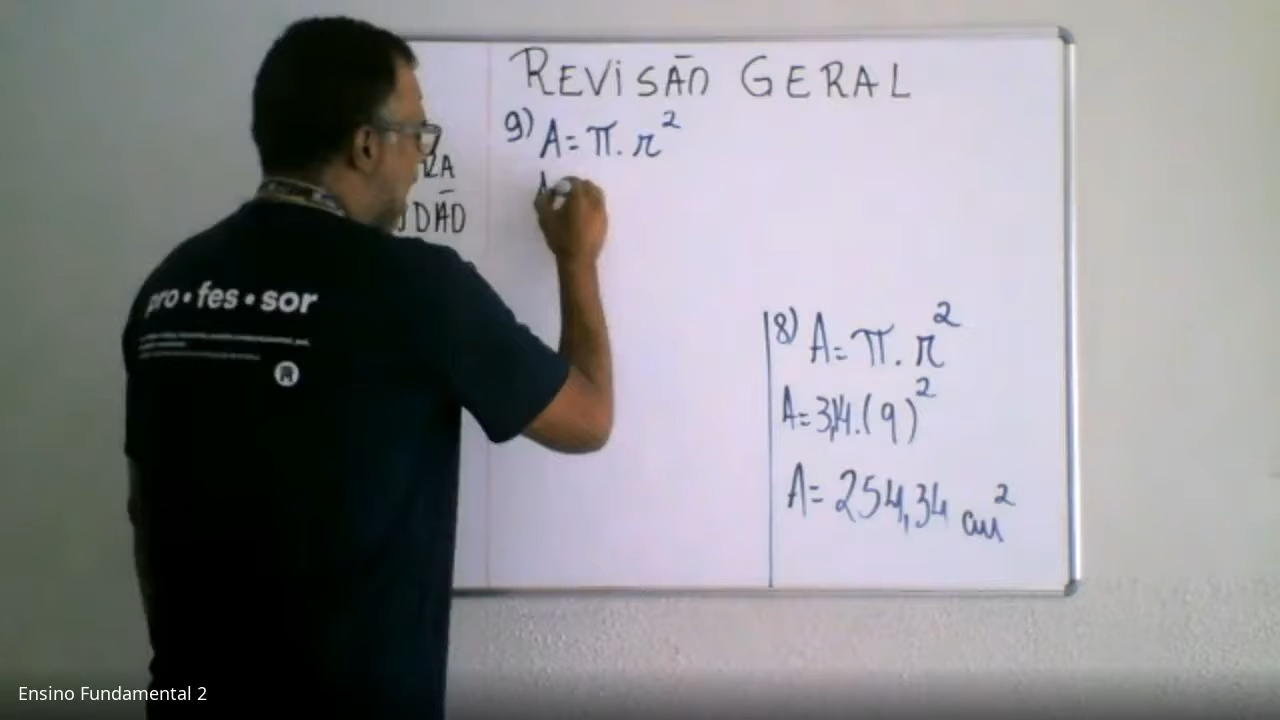 REVISÃO GERAL
9) A = π . r²
A
8) A = π . r²
A = 3,14 . (9)²
A = 254,34 cm²
pro • fes • sor
Ensino Fundamental 2